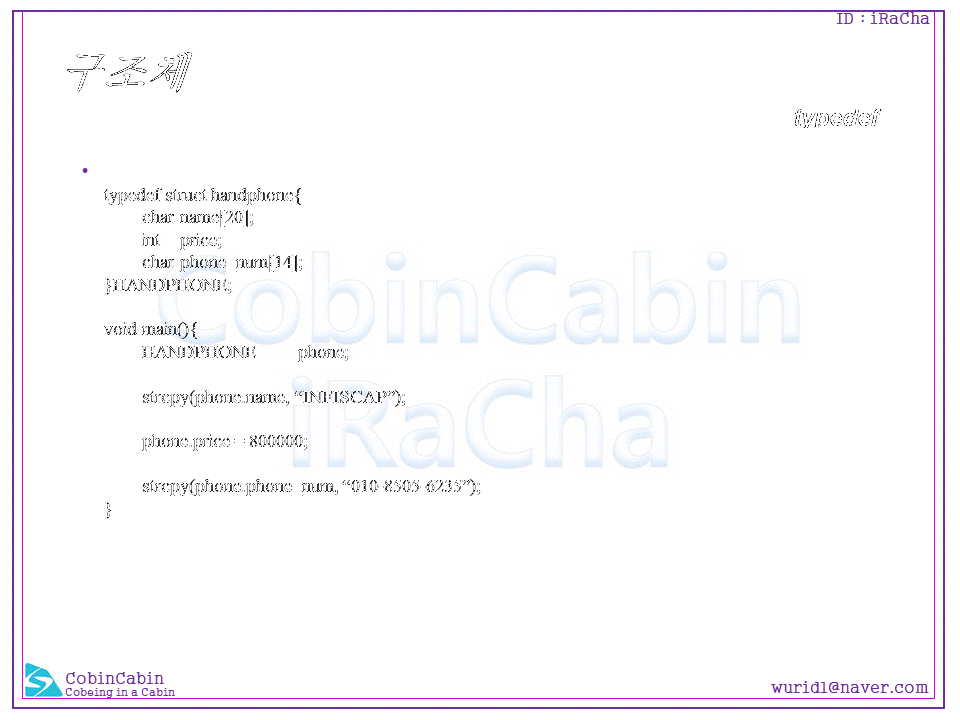 ID : iRaCha
구조체
typedef
•
typedef struct handphone{
char name[20];
int price;
char phone_num[14];
}HANDPHONE;
void main(){
HANDPHONE phone;
strcpy(phone.name, “INFISCAP”);
phone.price = 800000;
strcpy(phone.phone_num, “010-8505-6235”);
}
CobinCabin
iRaCha
CobinCabin
Cobeing in a Cabin
wurid1@naver.com